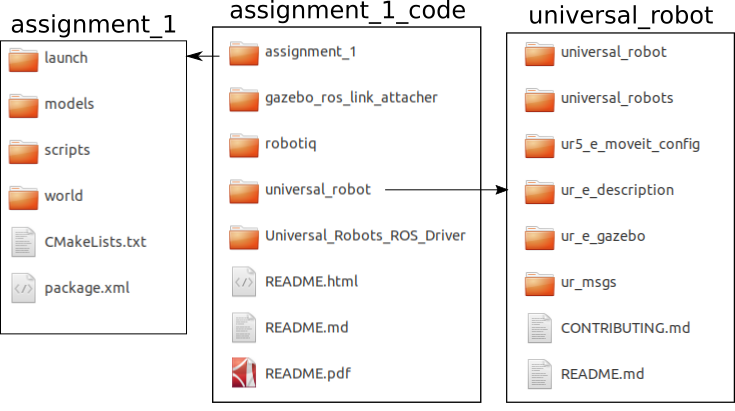 assignment_1
launch
models
scripts
world
CMakeLists.txt
package.xml
assignment_1_code
assignment_1
gazebo_ros_link_attacher
robotiq
universal_robot
Universal_Robots_ROS_Driver
README.html
README.md
README.pdf
universal_robot
universal_robot
universal_robots
ur5_e_moveit_config
ur_e_description
ur_e_gazebo
ur_msgs
CONTRIBUTING.md
README.md